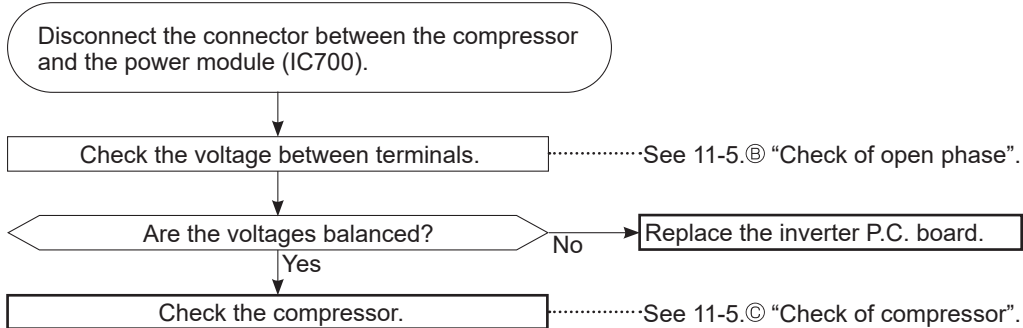 Disconnect the connector between the compressor
and the power module (IC700).
Check the voltage between terminals.
See 11-5.Ⓑ “Check of open phase”.
Are the voltages balanced?
No
Replace the inverter P.C. board.
Yes
Check the compressor.
See 11-5.Ⓒ “Check of compressor”.